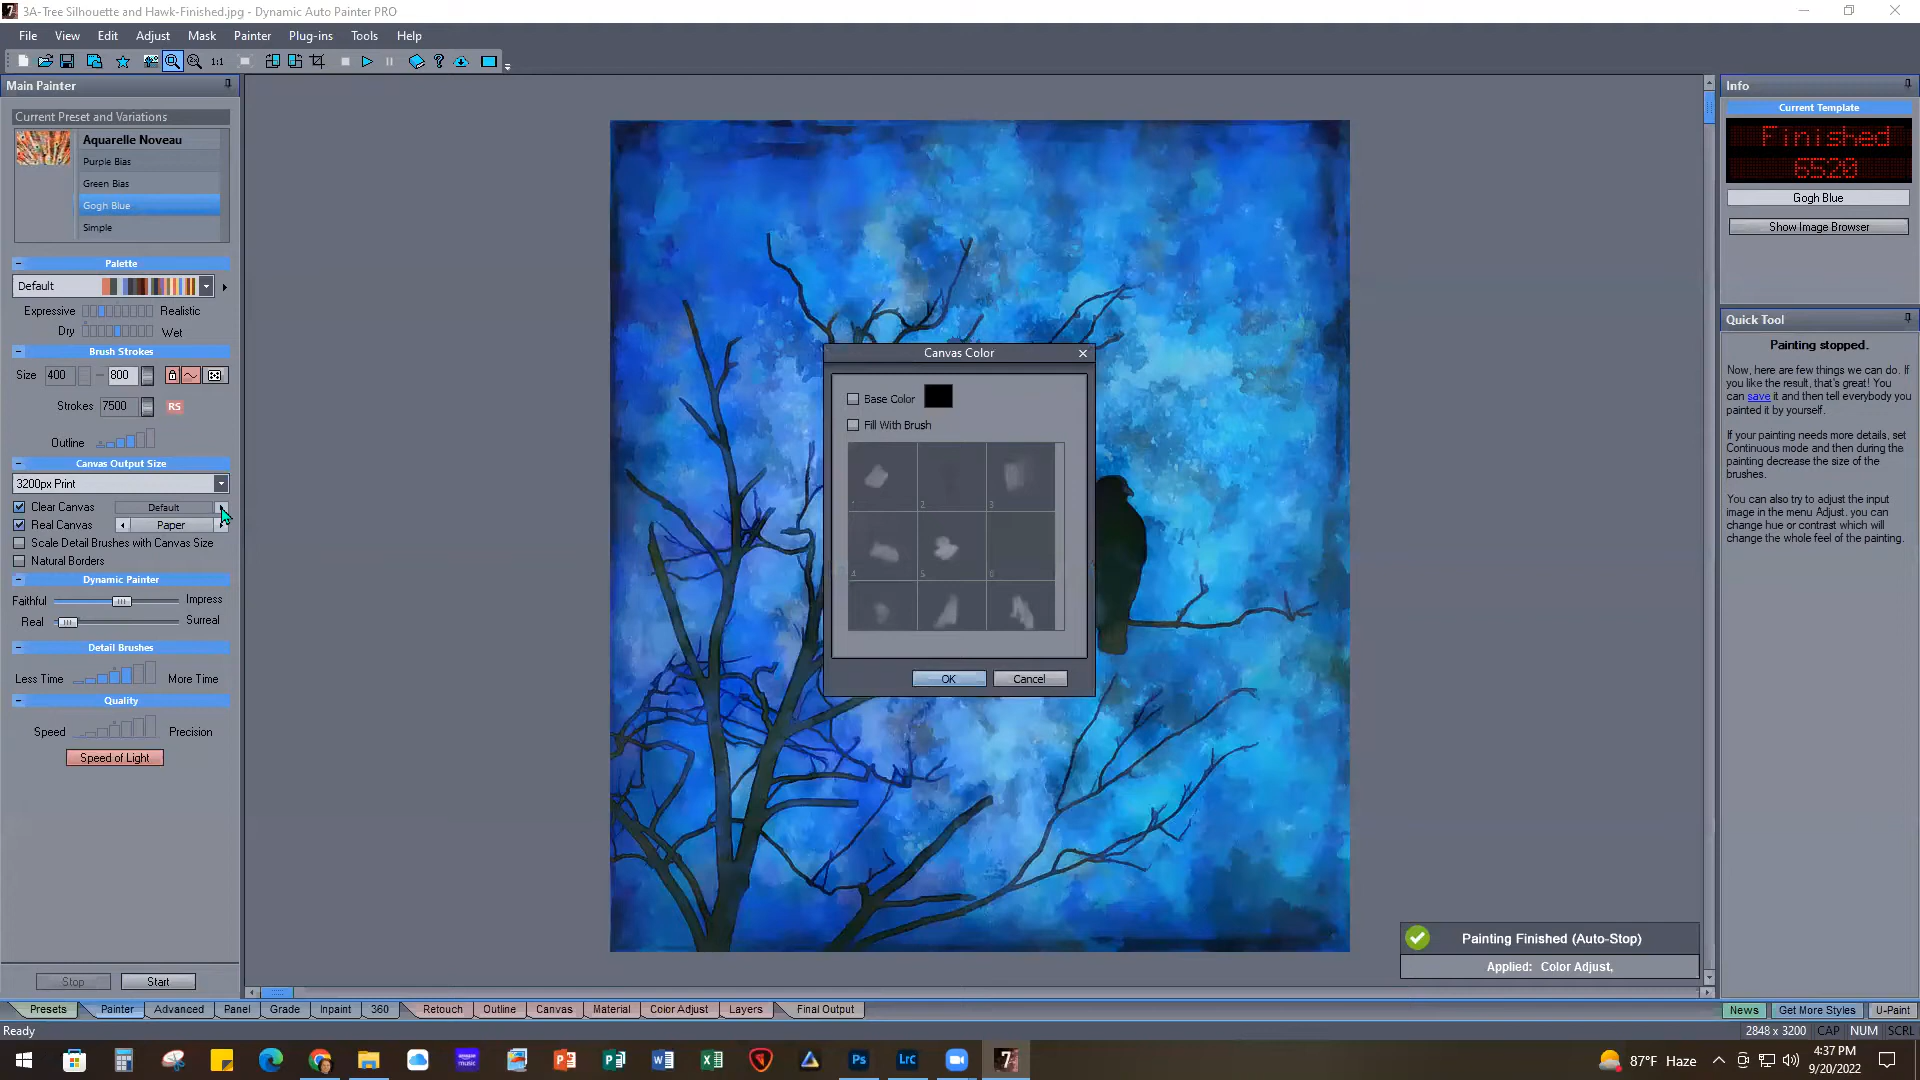 3A-Tree Silhouette and Hawk-Finished.jpg - Dynamic Auto Painter PRO
File View Edit Adjust Mask Painter Plug-ins Tools Help
1:1
Main Painter
Current Preset and Variations
Aquarelle Noveau
Purple Bias
Green Bias
Gogh Blue
Simple
Palette
Default
Expressive Realistic
Dry Wet
Brush Strokes
Size 400 – 800
Strokes 7500 RS
Outline
Canvas Output Size
3200px Print
Clear Canvas Default
Real Canvas Paper
Scale Detail Brushes with Canvas Size
Natural Borders
Dynamic Painter
Faithful Impress
Real Surreal
Detail Brushes
Less Time More Time
Quality
Speed Precision
Speed of Light
Stop Start
Canvas Color
Base Color
Fill With Brush
1 2 3
4 5 6
OK Cancel
Info
Current Template
Finished
6520
Gogh Blue
Show Image Browser
Quick Tool
Painting stopped.
Now, here are few things we can do. If
you like the result, that's great! You
can save it and then tell everybody you
painted it by yourself.
If your painting needs more details, set
Continuous mode and then during the
painting decrease the size of the
brushes.
You can also try to adjust the input
image in the menu Adjust. you can
change hue or contrast which will
change the whole feel of the painting.
Painting Finished (Auto-Stop)
Applied: Color Adjust,
Presets Painter Advanced Panel Grade Inpaint 360 Retouch Outline Canvas Material Color Adjust Layers Final Output News Get More Styles U-Paint
Ready 2848 x 3200 CAP NUM SCRL
Ps Lrc 7
87°F Haze
4:37 PM
9/20/2022